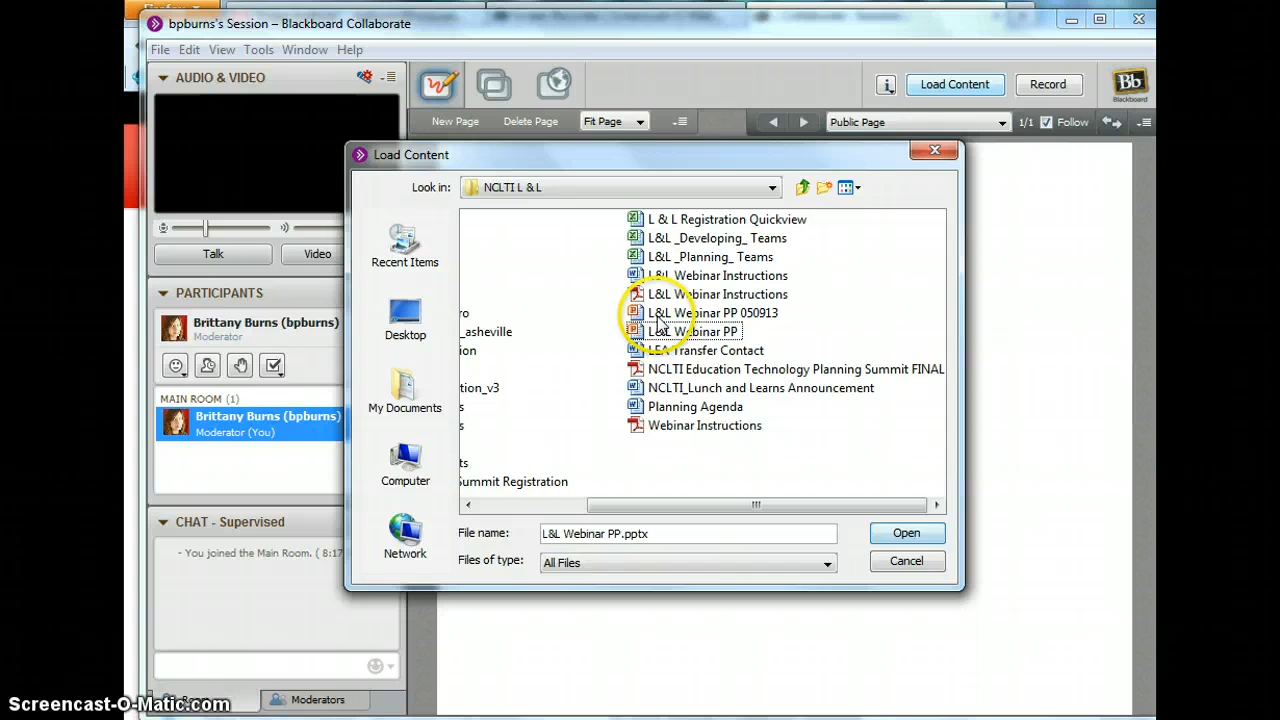 bpburns's Session – Blackboard Collaborate
File Edit View Tools Window Help
AUDIO & VIDEO
Load Content
Record
Bb
Blackboard
New Page
Delete Page
Fit Page
Public Page
1/1
Follow
Load Content
Look in:
NCLTI L & L
Talk
Video
PARTICIPANTS
Brittany Burns (bpburns)
MAIN ROOM (1)
Brittany Burns (bpburns)
Moderator (You)
CHAT - Supervised
- You joined the Main Room. ( 8:17
Moderators
Recent Items
Desktop
My Documents
Computer
Network
ro
_asheville
tion
tion_v3
s
s
ts
Summit Registration
L & L Registration Quickview
L&L _Developing_ Teams
L&L _Planning_ Teams
L&L Webinar Instructions
L&L Webinar Instructions
L&L Webinar PP 050913
L&L Webinar PP
LEA Transfer Contact
NCLTI Education Technology Planning Summit FINAL
NCLTI_Lunch and Learns Announcement
Planning Agenda
Webinar Instructions
File name:
L&L Webinar PP.pptx
Open
Files of type:
All Files
Cancel
Screencast-O-Matic.com